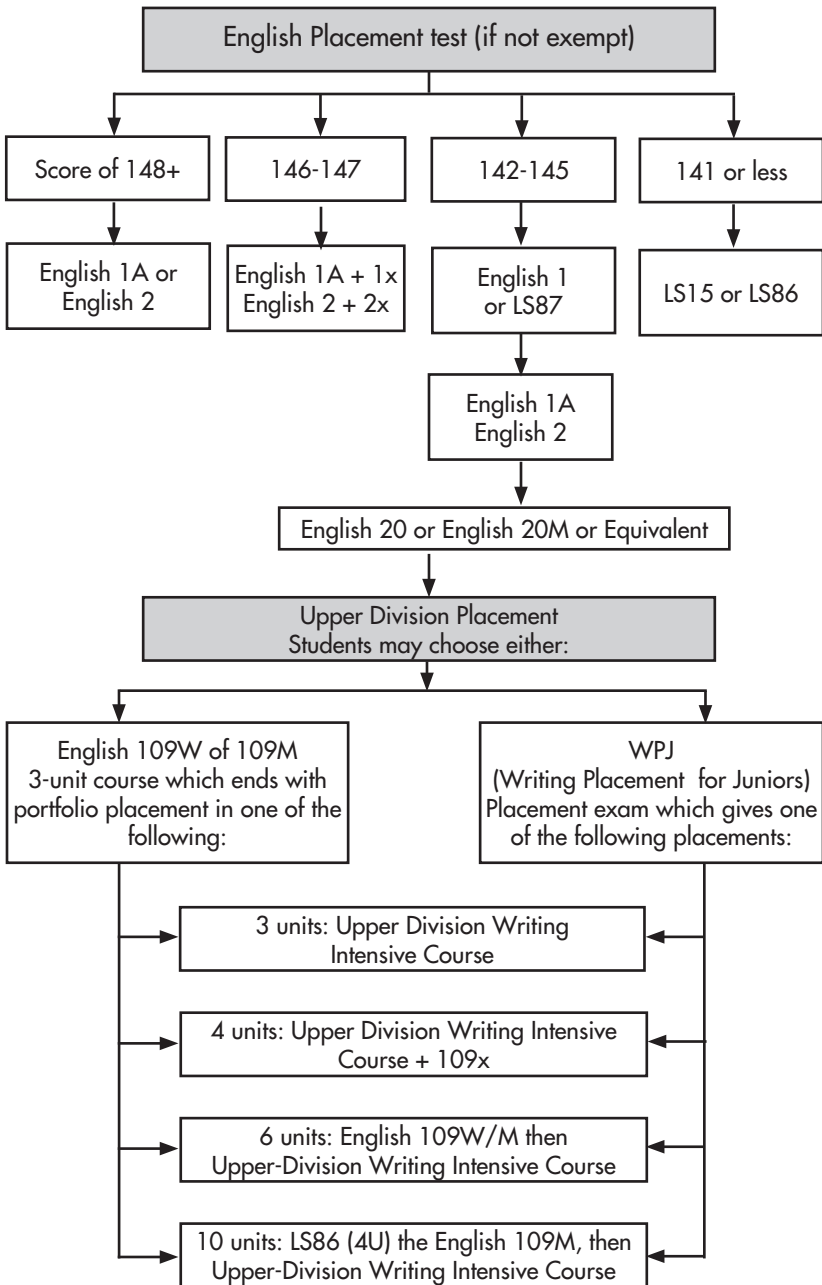 English Placement test (if not exempt)
Score of 148+
146-147
142-145
141 or less
English 1A or
English 2
English 1A + 1x
English 2 + 2x
English 1
or LS87
LS15 or LS86
English 1A
English 2
English 20 or English 20M or Equivalent
Upper Division Placement
Students may choose either:
English 109W of 109M
3-unit course which ends with
portfolio placement in one of the
following:
WPJ
(Writing Placement for Juniors)
Placement exam which gives one
of the following placements:
3 units: Upper Division Writing
Intensive Course
4 units: Upper Division Writing Intensive
Course + 109x
6 units: English 109W/M then
Upper-Division Writing Intensive Course
10 units: LS86 (4U) the English 109M, then
Upper-Division Writing Intensive Course